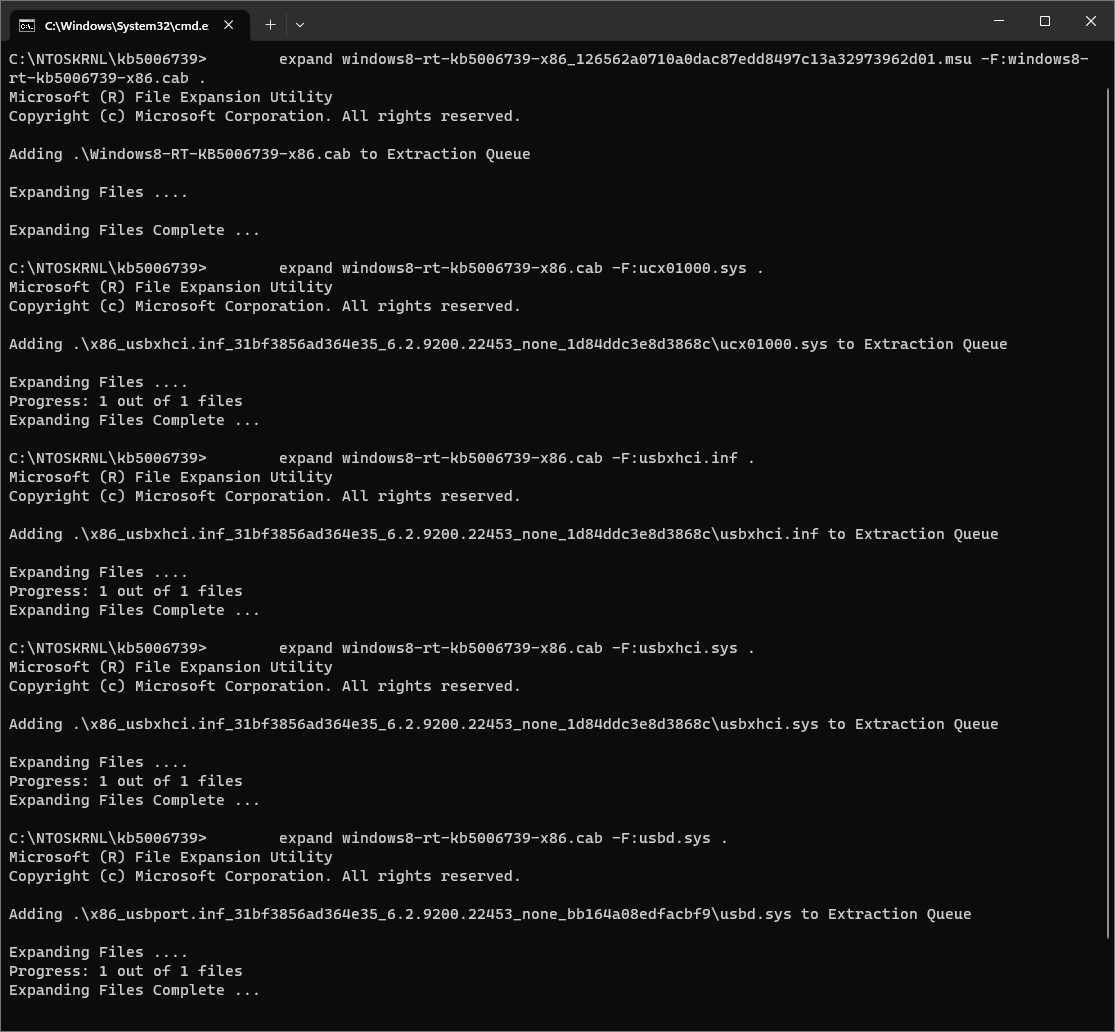 C:\Windows\System32\cmd.e
C:\NTOSKRNL\kb5006739>        expand windows8-rt-kb5006739-x86_126562a0710a0dac87edd8497c13a32973962d01.msu -F:windows8-
rt-kb5006739-x86.cab .
Microsoft (R) File Expansion Utility
Copyright (c) Microsoft Corporation. All rights reserved.
Adding .\Windows8-RT-KB5006739-x86.cab to Extraction Queue
Expanding Files ....
Expanding Files Complete ...
C:\NTOSKRNL\kb5006739>        expand windows8-rt-kb5006739-x86.cab -F:ucx01000.sys .
Microsoft (R) File Expansion Utility
Copyright (c) Microsoft Corporation. All rights reserved.
Adding .\x86_usbxhci.inf_31bf3856ad364e35_6.2.9200.22453_none_1d84ddc3e8d3868c\ucx01000.sys to Extraction Queue
Expanding Files ....
Progress: 1 out of 1 files
Expanding Files Complete ...
C:\NTOSKRNL\kb5006739>        expand windows8-rt-kb5006739-x86.cab -F:usbxhci.inf .
Microsoft (R) File Expansion Utility
Copyright (c) Microsoft Corporation. All rights reserved.
Adding .\x86_usbxhci.inf_31bf3856ad364e35_6.2.9200.22453_none_1d84ddc3e8d3868c\usbxhci.inf to Extraction Queue
Expanding Files ....
Progress: 1 out of 1 files
Expanding Files Complete ...
C:\NTOSKRNL\kb5006739>        expand windows8-rt-kb5006739-x86.cab -F:usbxhci.sys .
Microsoft (R) File Expansion Utility
Copyright (c) Microsoft Corporation. All rights reserved.
Adding .\x86_usbxhci.inf_31bf3856ad364e35_6.2.9200.22453_none_1d84ddc3e8d3868c\usbxhci.sys to Extraction Queue
Expanding Files ....
Progress: 1 out of 1 files
Expanding Files Complete ...
C:\NTOSKRNL\kb5006739>        expand windows8-rt-kb5006739-x86.cab -F:usbd.sys .
Microsoft (R) File Expansion Utility
Copyright (c) Microsoft Corporation. All rights reserved.
Adding .\x86_usbport.inf_31bf3856ad364e35_6.2.9200.22453_none_bb164a08edfacbf9\usbd.sys to Extraction Queue
Expanding Files ....
Progress: 1 out of 1 files
Expanding Files Complete ...